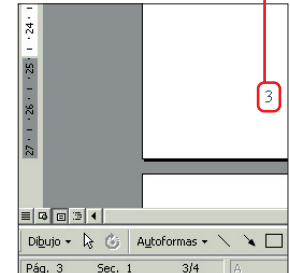 · 24 · ı · 25 · ı · 26 · ı · 27
3
Dibujo Autoformas
Pág. 3 Sec. 1 3/4 A